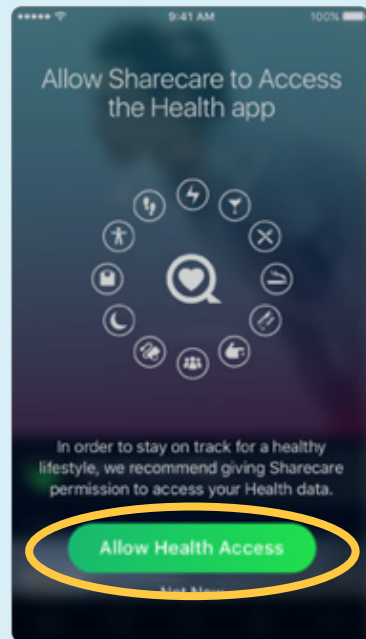 9:41 AM
100%
Allow Sharecare to Access
the Health app
In order to stay on track for a healthy
lifestyle, we recommend giving Sharecare
permission to access your Health data.
Allow Health Access
Not Now